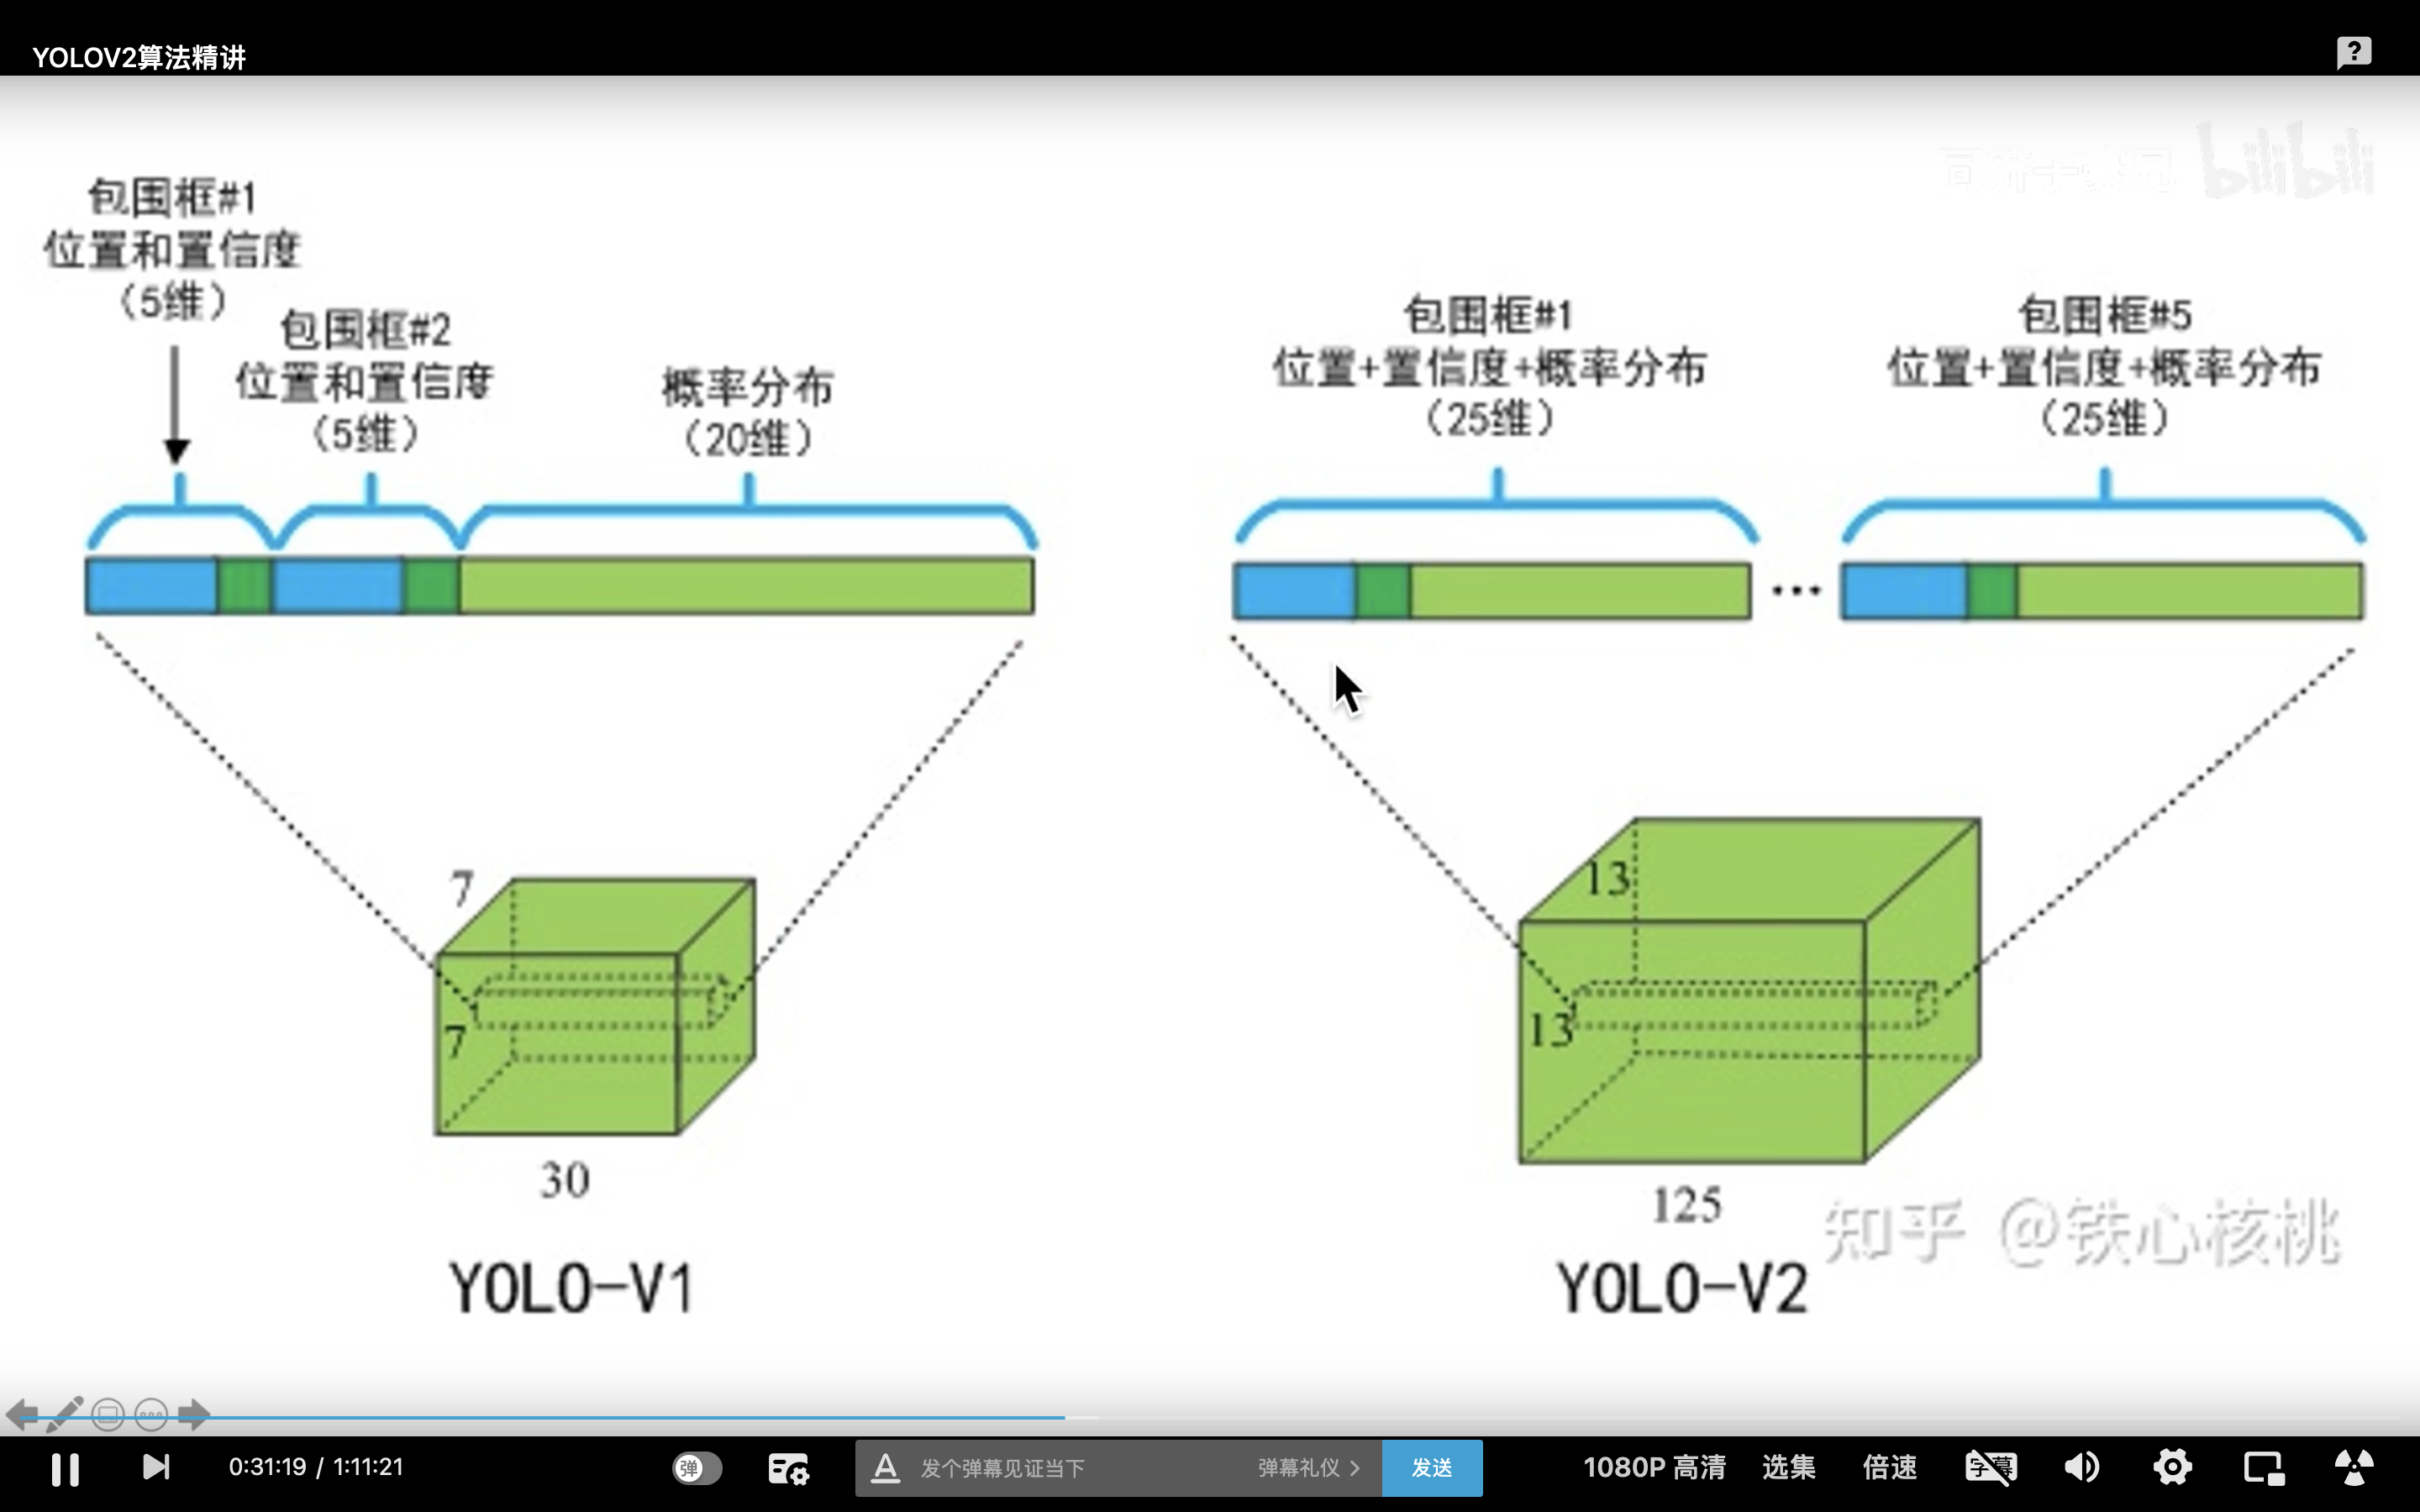 YOLOV2算法精讲
?
bilibili
包围框#1
位置和置信度
(5维)
包围框#2
位置和置信度
(5维)
概率分布
(20维)
包围框#1
位置+置信度+概率分布
(25维)
包围框#5
位置+置信度+概率分布
(25维)
...
7
7
30
YOLO-V1
13
13
125
YOLO-V2
知乎 @铁心核桃
0:31:19 / 1:11:21
弹
A 发个弹幕见证当下
弹幕礼仪 >
发送
1080P 高清
选集
倍速
字幕